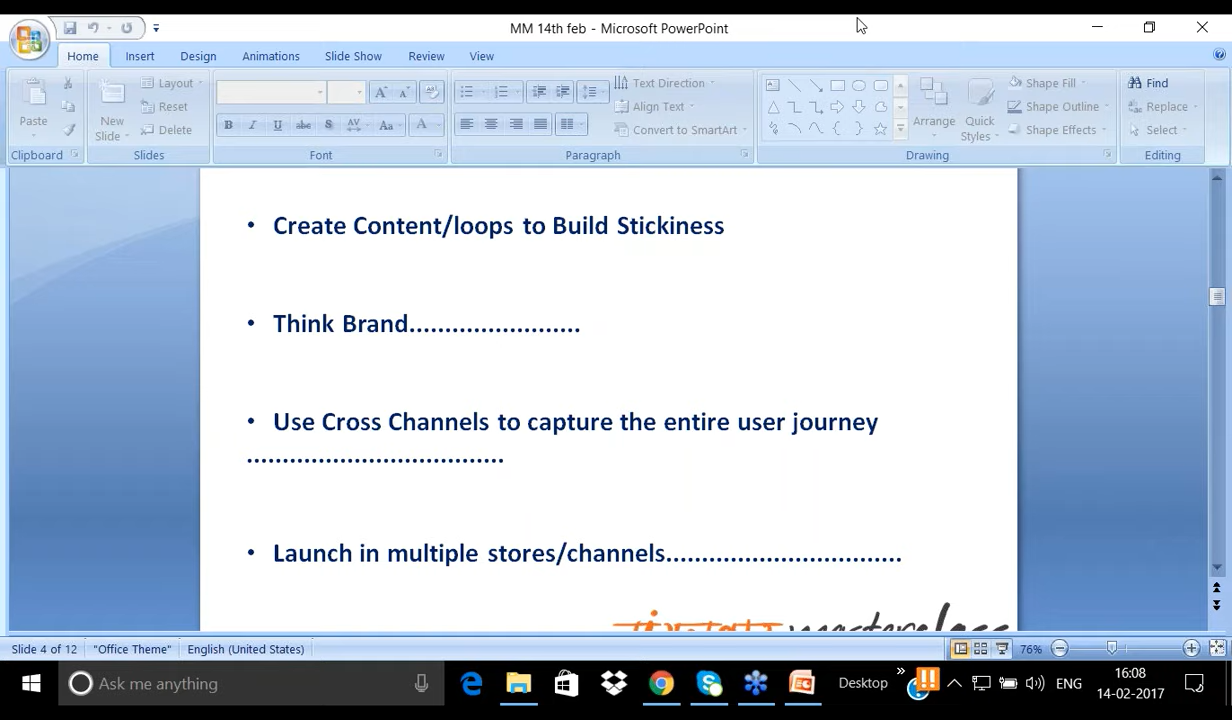 MM 14th feb - Microsoft PowerPoint
Home Insert Design Slide Show Animations Review View
Paste
Clipboard
New Slide
Layout
Reset
Delete
Slides
B I U abc S AV Aa A
Font
Text Direction
Align Text
Convert to SmartArt
Paragraph
Arrange
Quick Styles
Shape Fill
Shape Outline
Shape Effects
Drawing
Find
Replace
Select
Editing
• Create Content/loops to Build Stickiness
• Think Brand........................
• Use Cross Channels to capture the entire user journey
....................................
• Launch in multiple stores/channels.................................
Slide 4 of 12 "Office Theme" English (United States) 76%
Ask me anything
Desktop
ENG
16:08
14-02-2017